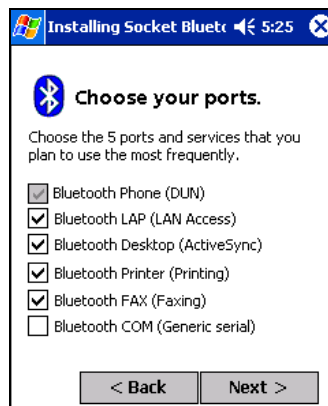 Installing Socket Bluet 5:25
Choose your ports.
Choose the 5 ports and services that you
plan to use the most frequently.
Bluetooth Phone (DUN)
Bluetooth LAP (LAN Access)
Bluetooth Desktop (ActiveSync)
Bluetooth Printer (Printing)
Bluetooth FAX (Faxing)
Bluetooth COM (Generic serial)
< Back Next >